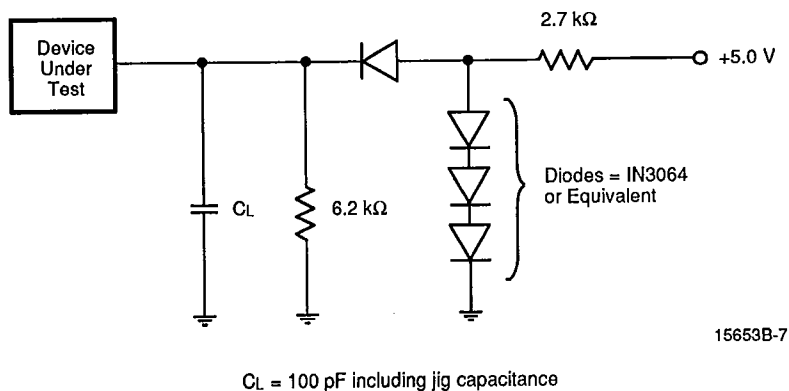 2.7 kΩ
Device
Under
Test
+5.0 V
Diodes = IN3064
or Equivalent
CL
6.2 kΩ
15653B-7
CL = 100 pF including jig capacitance